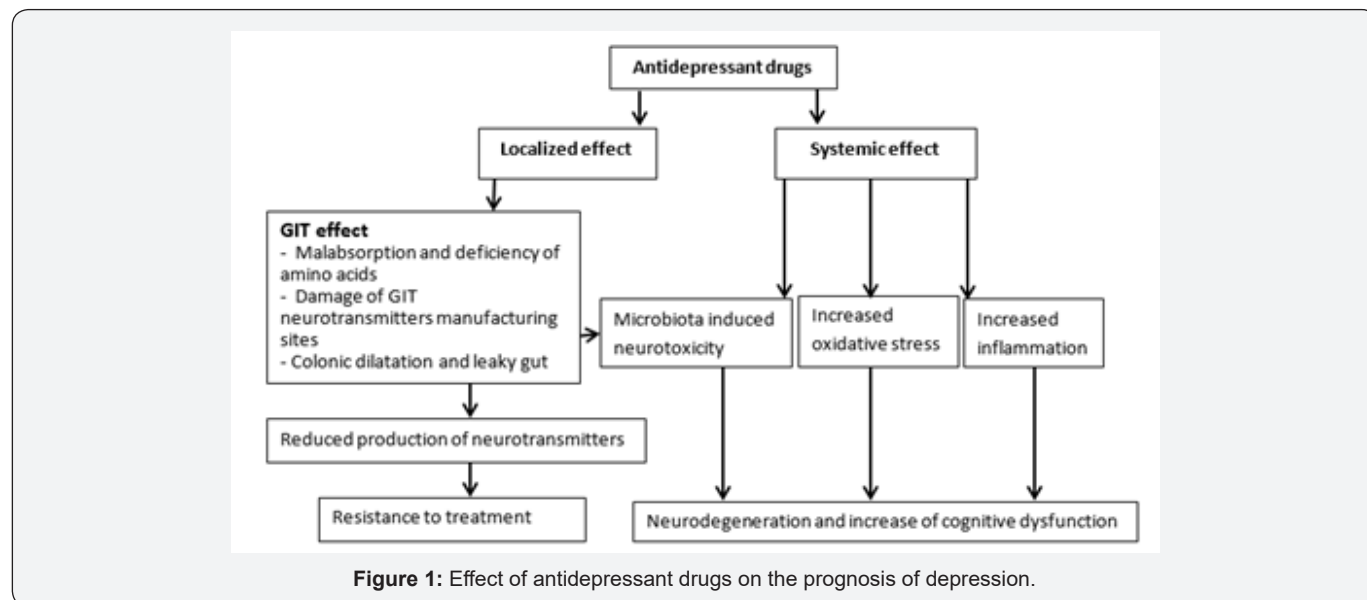 Antidepressant drugs
Localized effect
Systemic effect
GIT effect
- Malabsorption and deficiency of
amino acids
- Damage of GIT
neurotransmitters manufacturing
sites
- Colonic dilatation and leaky gut
Microbiota induced
neurotoxicity
Increased
oxidative stress
Increased
inflammation
Reduced production of neurotransmitters
Resistance to treatment
Neurodegeneration and increase of cognitive dysfunction
Figure 1: Effect of antidepressant drugs on the prognosis of depression.